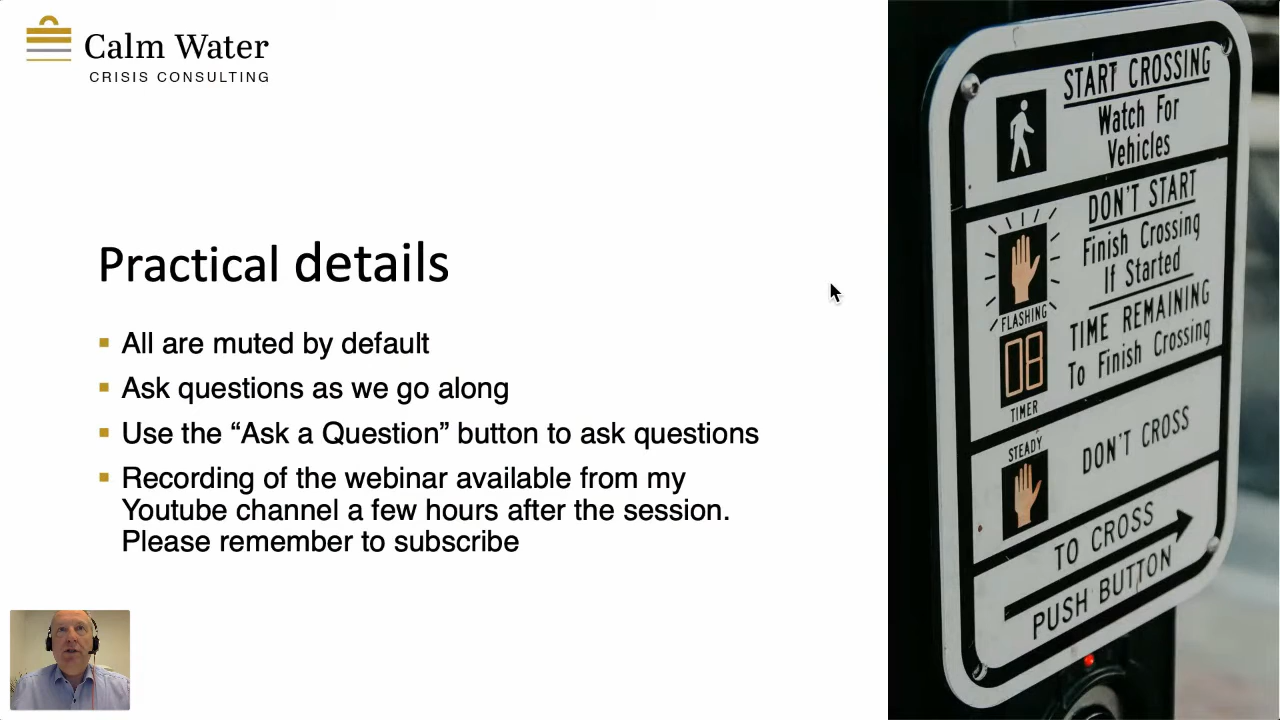 Calm Water
CRISIS CONSULTING
Practical details
All are muted by default
Ask questions as we go along
Use the “Ask a Question” button to ask questions
Recording of the webinar available from my
Youtube channel a few hours after the session.
Please remember to subscribe
START CROSSING
Watch For
Vehicles
DON'T START
Finish Crossing
If Started
FLASHING
TIME REMAINING
To Finish Crossing
08
TIMER
STEADY
DON'T CROSS
TO CROSS
PUSH BUTTON